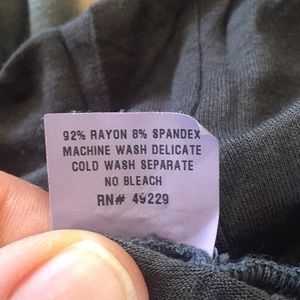 92% RAYON 8% SPANDEX
MACHINE WASH DELICATE
COLD WASH SEPARATE
NO BLEACH
RN# 49229